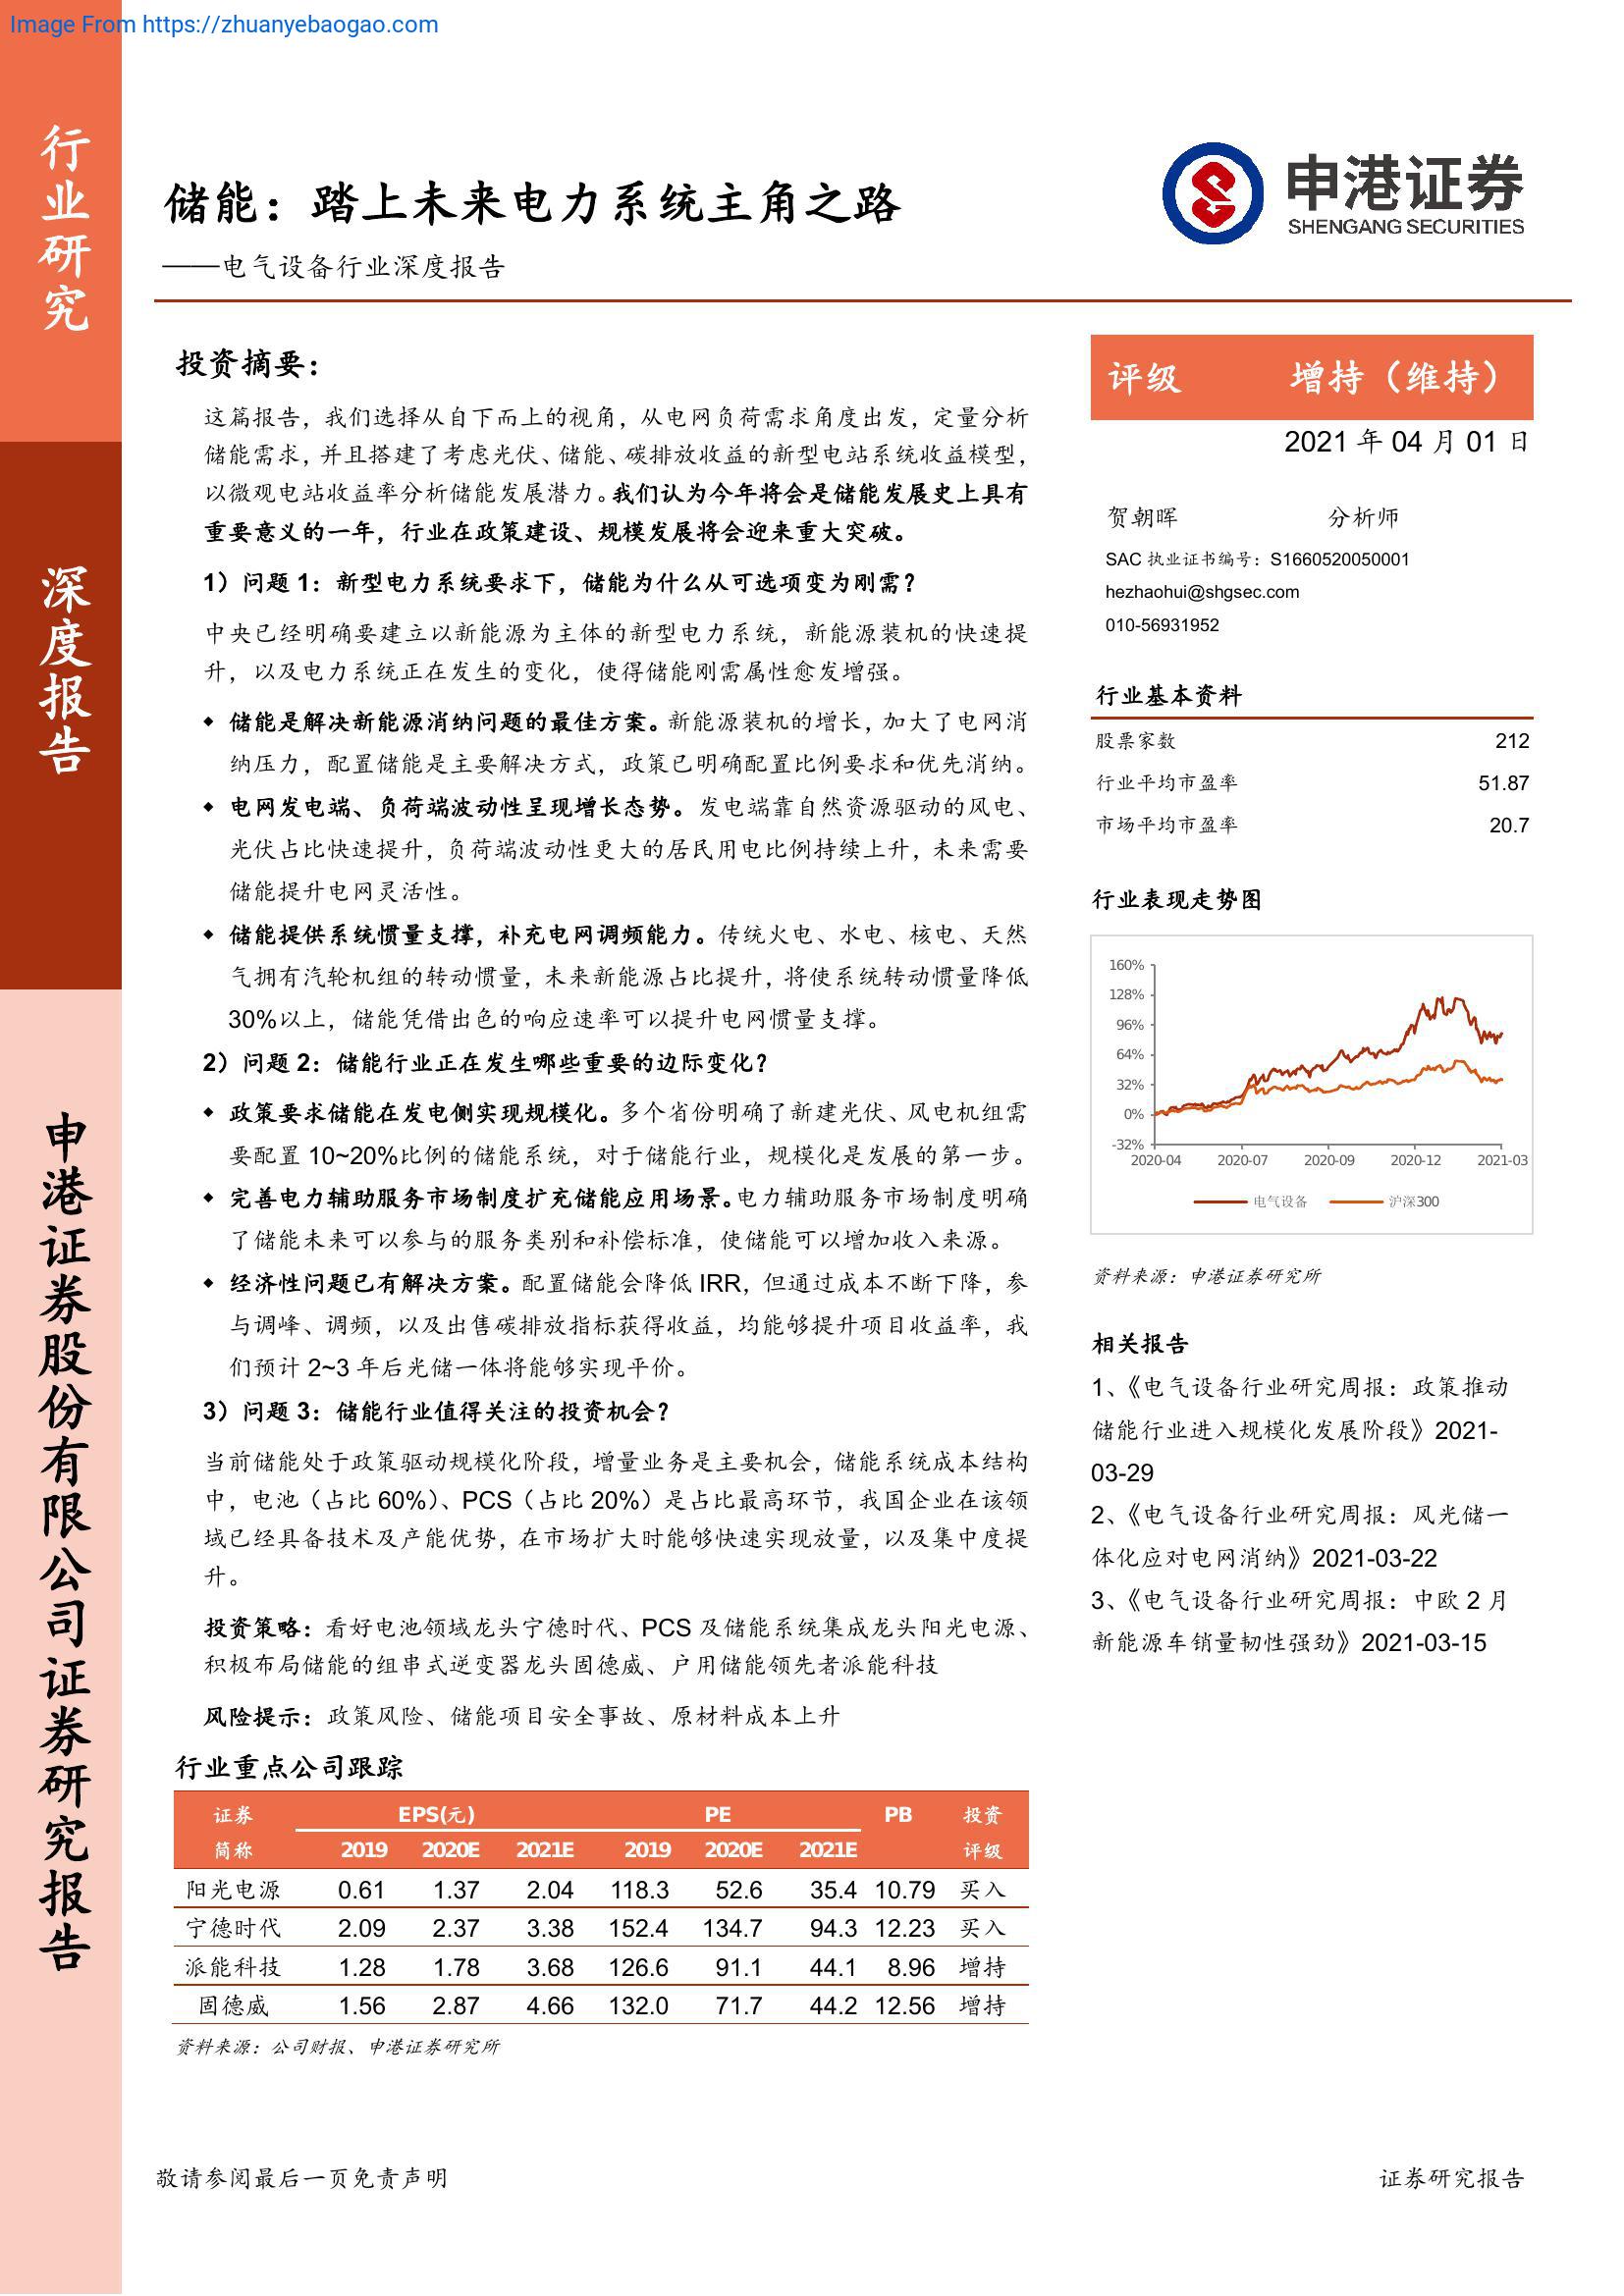 Image From https://zhuanyebaogao.com
行业研究
深度报告
申港证券股份有限公司证券研究报告
储能：踏上未来电力系统主角之路
——电气设备行业深度报告
申港证券
SHENGANG SECURITIES
投资摘要：
这篇报告，我们选择从自下而上的视角，从电网负荷需求角度出发，定量分析
储能需求，并且搭建了考虑光伏、储能、碳排放收益的新型电站系统收益模型，
以微观电站收益率分析储能发展潜力。我们认为今年将会是储能发展史上具有
重要意义的一年，行业在政策建设、规模发展将会迎来重大突破。
1）问题 1：新型电力系统要求下，储能为什么从可选项变为刚需？
中央已经明确要建立以新能源为主体的新型电力系统，新能源装机的快速提
升，以及电力系统正在发生的变化，使得储能刚需属性愈发增强。
◆ 储能是解决新能源消纳问题的最佳方案。新能源装机的增长，加大了电网消
纳压力，配置储能是主要解决方式，政策已明确配置比例要求和优先消纳。
◆ 电网发电端、负荷端波动性呈现增长态势。发电端靠自然资源驱动的风电、
光伏占比快速提升，负荷端波动性更大的居民用电比例持续上升，未来需要
储能提升电网灵活性。
◆ 储能提供系统惯量支撑，补充电网调频能力。传统火电、水电、核电、天然
气拥有汽轮机组的转动惯量，未来新能源占比提升，将使系统转动惯量降低
30%以上，储能凭借出色的响应速率可以提升电网惯量支撑。
2）问题 2：储能行业正在发生哪些重要的边际变化？
◆ 政策要求储能在发电侧实现规模化。多个省份明确了新建光伏、风电机组需
要配置 10~20%比例的储能系统，对于储能行业，规模化是发展的第一步。
◆ 完善电力辅助服务市场制度扩充储能应用场景。电力辅助服务市场制度明确
了储能未来可以参与的服务类别和补偿标准，使储能可以增加收入来源。
◆ 经济性问题已有解决方案。配置储能会降低 IRR，但通过成本不断下降，参
与调峰、调频，以及出售碳排放指标获得收益，均能够提升项目收益率，我
们预计 2~3 年后光储一体将能够实现平价。
3）问题 3：储能行业值得关注的投资机会？
当前储能处于政策驱动规模化阶段，增量业务是主要机会，储能系统成本结构
中，电池（占比 60%）、PCS（占比 20%）是占比最高环节，我国企业在该领
域已经具备技术及产能优势，在市场扩大时能够快速实现放量，以及集中度提
升。
投资策略：看好电池领域龙头宁德时代、PCS 及储能系统集成龙头阳光电源、
积极布局储能的组串式逆变器龙头固德威、户用储能领先者派能科技
风险提示：政策风险、储能项目安全事故、原材料成本上升
行业重点公司跟踪
证券 EPS(元) PE PB 投资
简称 2019 2020E 2021E 2019 2020E 2021E 评级
阳光电源 0.61 1.37 2.04 118.3 52.6 35.4 10.79 买入
宁德时代 2.09 2.37 3.38 152.4 134.7 94.3 12.23 买入
派能科技 1.28 1.78 3.68 126.6 91.1 44.1 8.96 增持
固德威 1.56 2.87 4.66 132.0 71.7 44.2 12.56 增持
资料来源：公司财报、申港证券研究所
评级 增持（维持）
2021 年 04 月 01 日
贺朝晖 分析师
SAC 执业证书编号：S1660520050001
hezhaohui@shgsec.com
010-56931952
行业基本资料
股票家数 212
行业平均市盈率 51.87
市场平均市盈率 20.7
行业表现走势图
160%
128%
96%
64%
32%
0%
-32%
2020-04 2020-07 2020-09 2020-12 2021-03
电气设备 沪深300
资料来源：申港证券研究所
相关报告
1、《电气设备行业研究周报：政策推动
储能行业进入规模化发展阶段》2021-
03-29
2、《电气设备行业研究周报：风光储一
体化应对电网消纳》2021-03-22
3、《电气设备行业研究周报：中欧 2 月
新能源车销量韧性强劲》2021-03-15
敬请参阅最后一页免责声明
证券研究报告